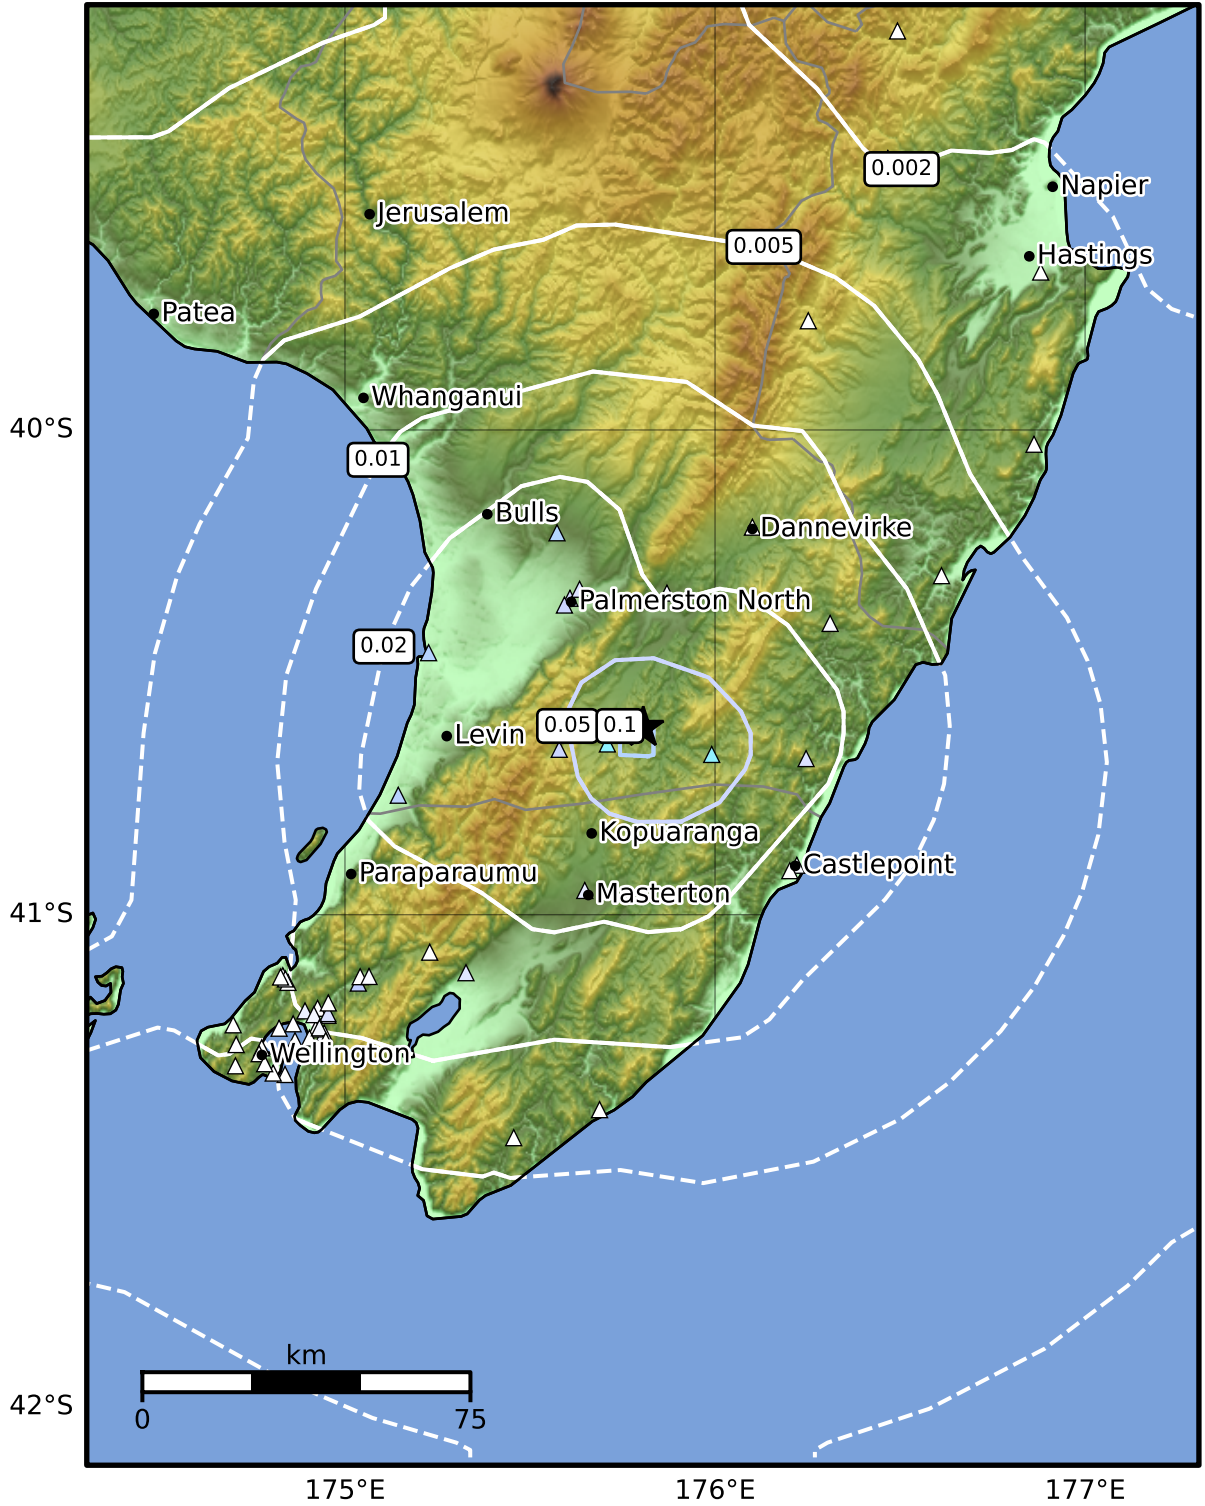 0.002
Napier
Jerusalem
0.005
Hastings
Patea
Whanganui
40°S
0.01
Bulls
Dannevirke
Palmerston North
0.02
0.05
0.1
Levin
Kopuaranga
Castlepoint
Paraparaumu
Masterton
41°S
Wellington
km
0
75
42°S
175°E
176°E
177°E